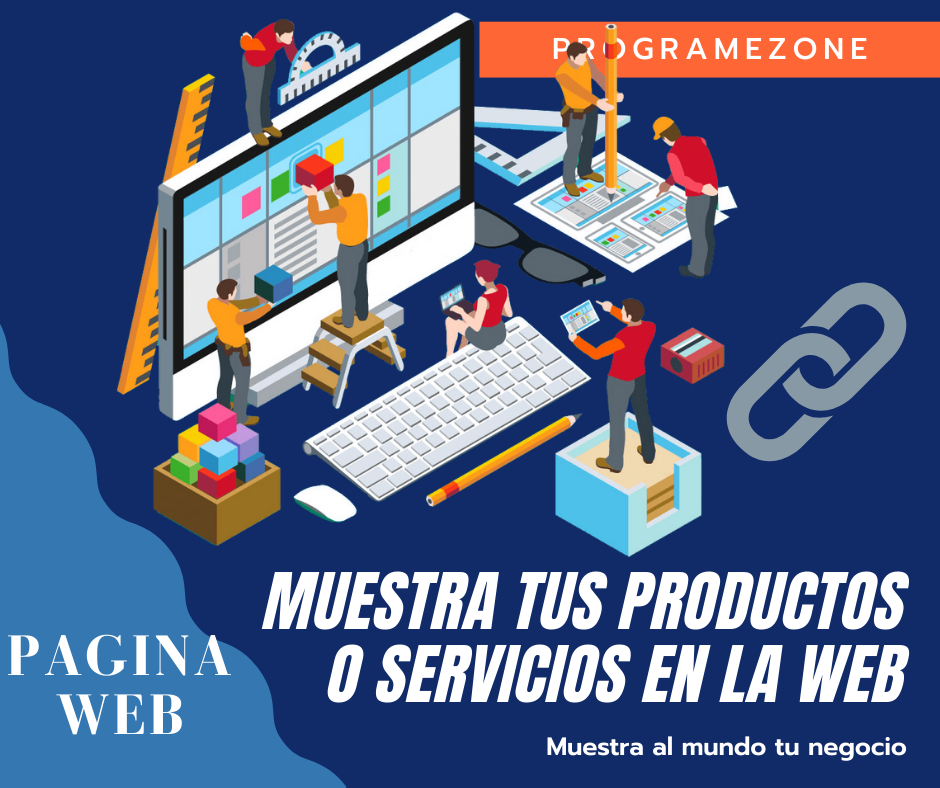 PROGRAMEZONE
MUESTRA TUS PRODUCTOS
O SERVICIOS EN LA WEB
PAGINA
WEB
Muestra al mundo tu negocio